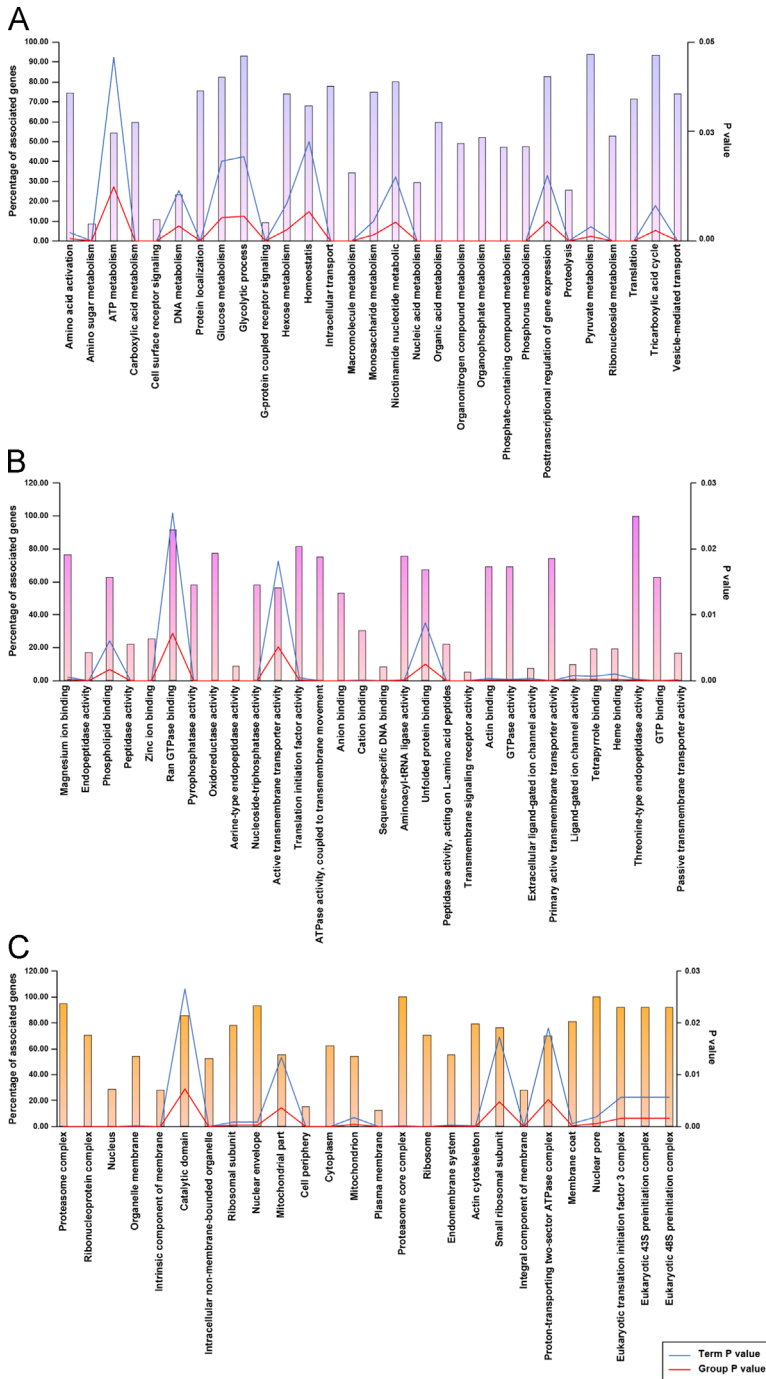 A
Percentage of associated genes
100.00
90.00
80.00
70.00
60.00
50.00
40.00
30.00
20.00
10.00
0.00
0.05
0.03
0.00
P value
Amino acid activation
Amino sugar metabolism
ATP metabolism
Carboxylic acid metabolism
Cell surface receptor signaling
DNA metabolism
Protein localization
Glucose metabolism
Glycolytic process
G-protein coupled receptor signaling
Hexose metabolism
Homeostatis
Intracellular transport
Macromolecule metabolism
Monosaccharide metabolism
Nicotinamide nucleotide metabolic
Nucleic acid metabolism
Organic acid metabolism
Organonitrogen compound metabolism
Organophosphate metabolism
Phosphate-containing compound metabolism
Phosphorus metabolism
Posttranscriptional regulation of gene expression
Proteolysis
Pyruvate metabolism
Ribonucleoside metabolism
Translation
Tricarboxylic acid cycle
Vesicle-mediated transport
B
Percentage of associated genes
120.00
100.00
80.00
60.00
40.00
20.00
0.00
0.03
0.02
0.01
0.00
P value
Magnesium ion binding
Endopeptidase activity
Phospholipid binding
Peptidase activity
Zinc ion binding
Ran GTPase binding
Pyrophosphatase activity
Oxidoreductase activity
Aerine-type endopeptidase activity
Nucleoside-triphosphatase activity
Active transmembrane transporter activity
Translation initiation factor activity
ATPase activity, coupled to transmembrane movement
Anion binding
Cation binding
Sequence-specific DNA binding
Aminoacyl-tRNA ligase activity
Unfolded protein binding
Peptidase activity, acting on L-amino acid peptides
Transmembrane signaling receptor activity
Actin binding
GTPase activity
Extracellular ligand-gated ion channel activity
Primary active transmembrane transporter activity
Ligand-gated ion channel activity
Tetrapyrrole binding
Heme binding
Threonine-type endopeptidase activity
GTP binding
Passive transmembrane transporter activity
C
Percentage of associated genes
120.00
100.00
80.00
60.00
40.00
20.00
0.00
0.03
0.02
0.01
0.00
P value
Proteasome complex
Ribonucleoprotein complex
Nucleus
Organelle membrane
Intrinsic component of membrane
Catalytic domain
Intracellular non-membrane-bounded organelle
Ribosomal subunit
Nuclear envelope
Mitochondrial part
Cell periphery
Cytoplasm
Mitochondrion
Plasma membrane
Proteasome core complex
Ribosome
Endomembrane system
Actin cytoskeleton
Small ribosomal subunit
Integral component of membrane
Proton-transporting two-sector ATPase complex
Membrane coat
Nuclear pore
Eukaryotic translation initiation factor 3 complex
Eukaryotic 43S preinitiation complex
Eukaryotic 48S preinitiation complex
Term P value
Group P value